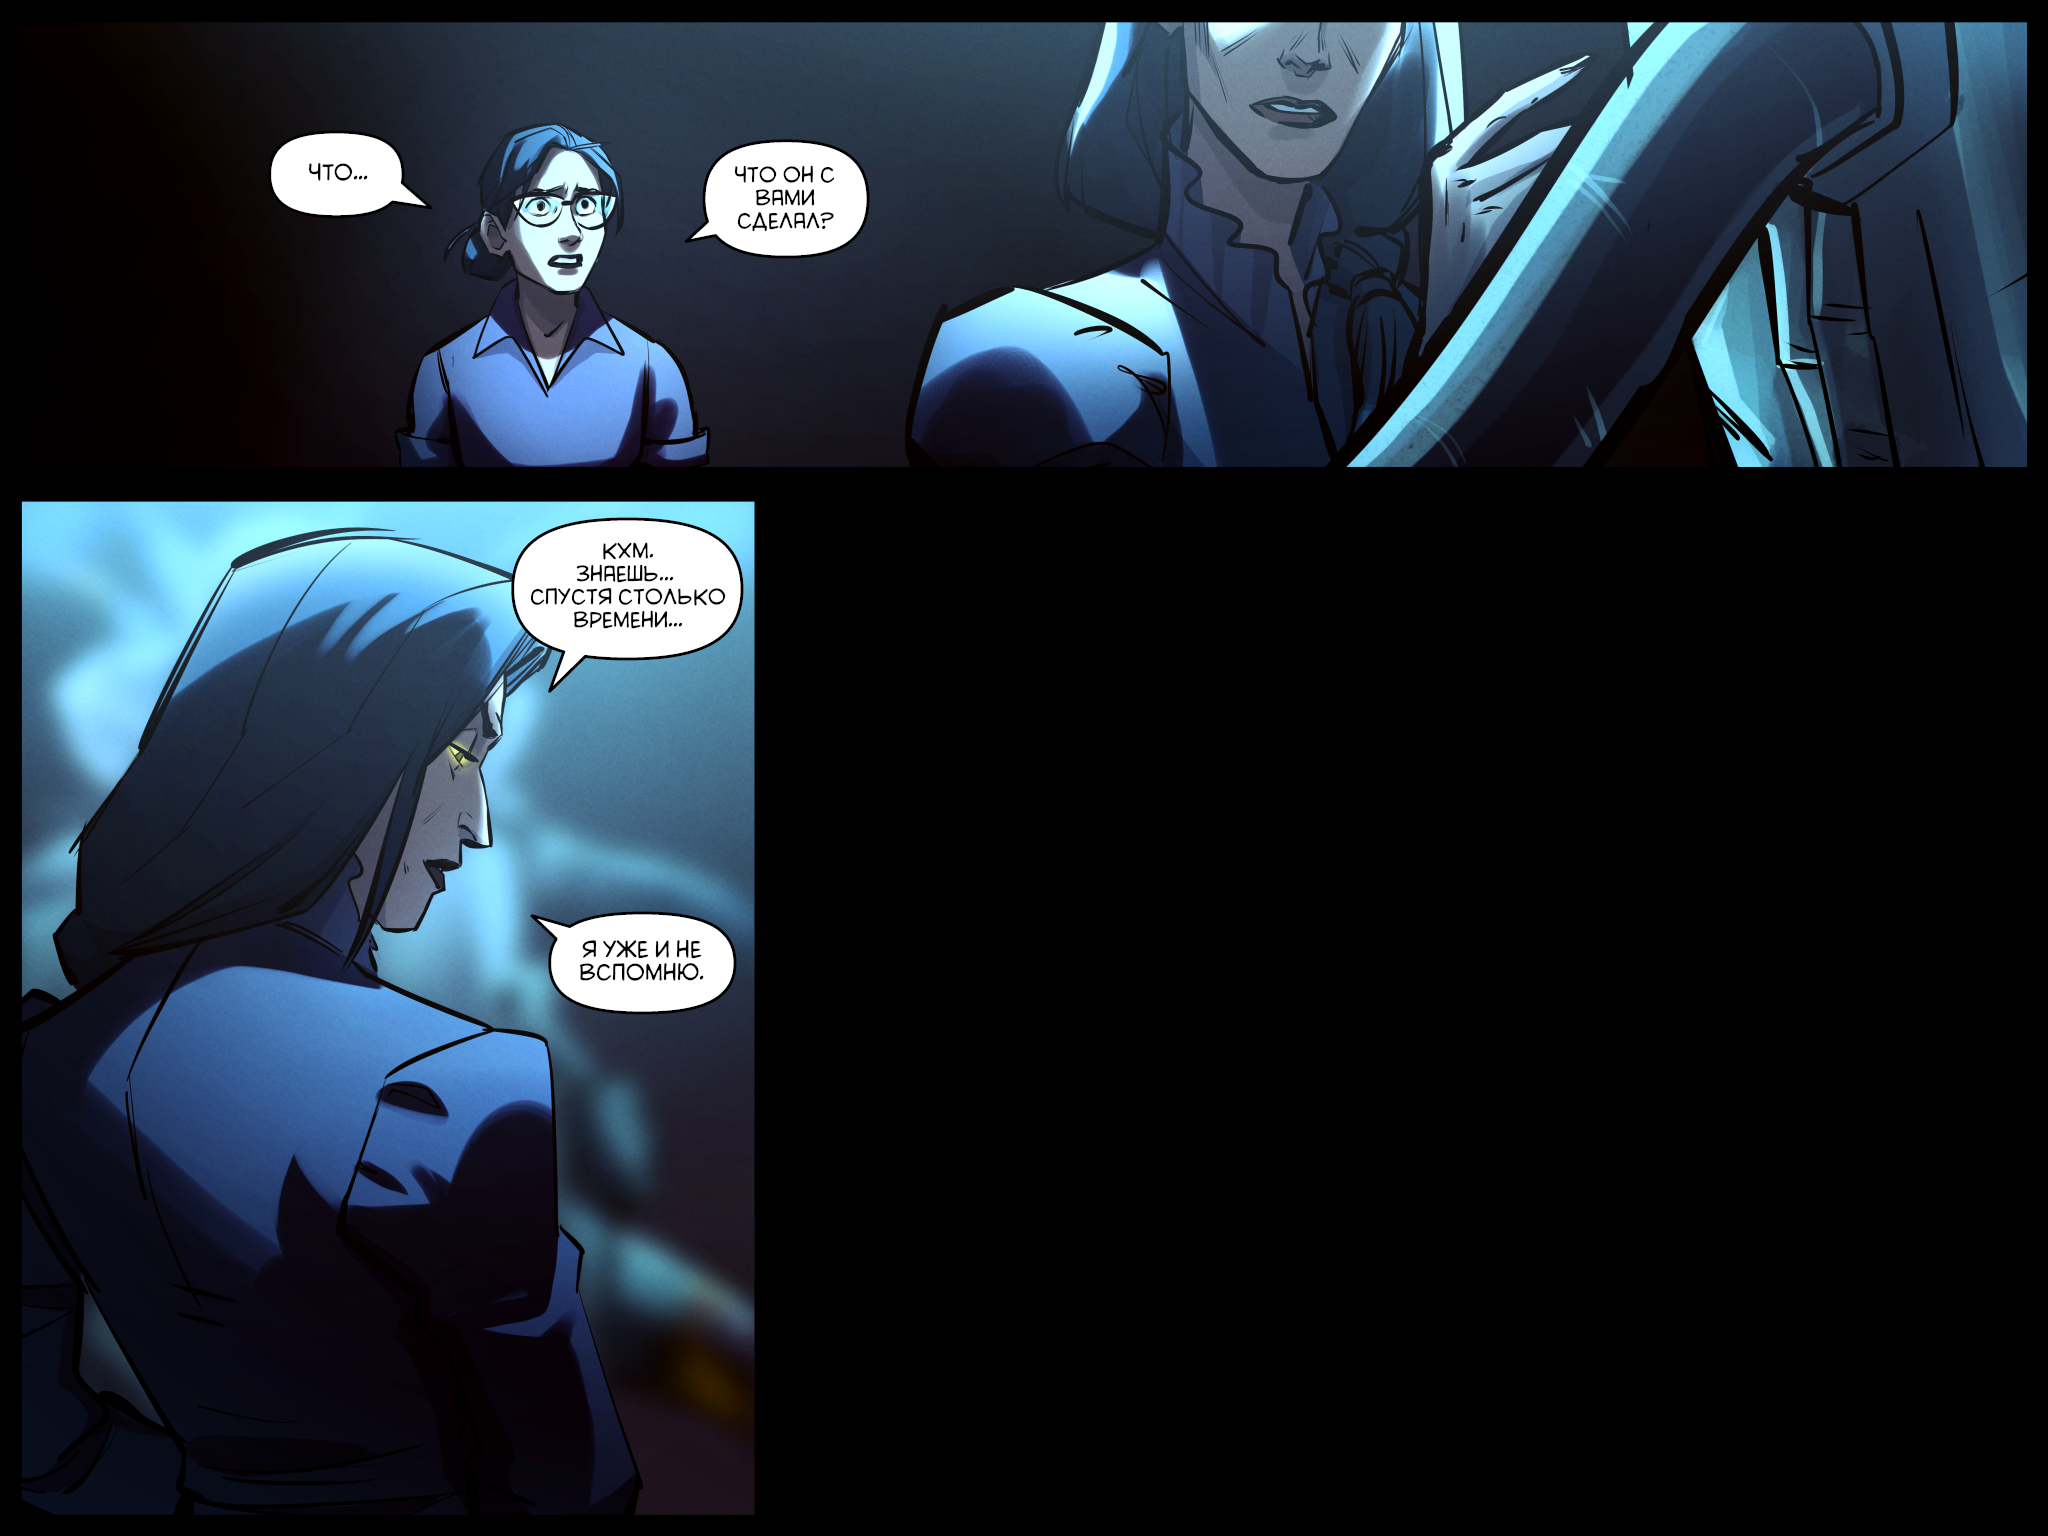 ЧТО...
ЧТО ОН С
ВАМИ
СДЕЛАЛ?
КХМ.
ЗНАЕШЬ...
СПУСТЯ СТОЛЬКО
ВРЕМЕНИ...
Я УЖЕ И НЕ
ВСПОМНЮ.